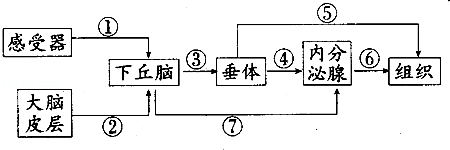 ⑤
感受器
①
下丘脑
③
垂体
④
内分
泌腺
⑥
组织
大脑
皮层
②
⑦